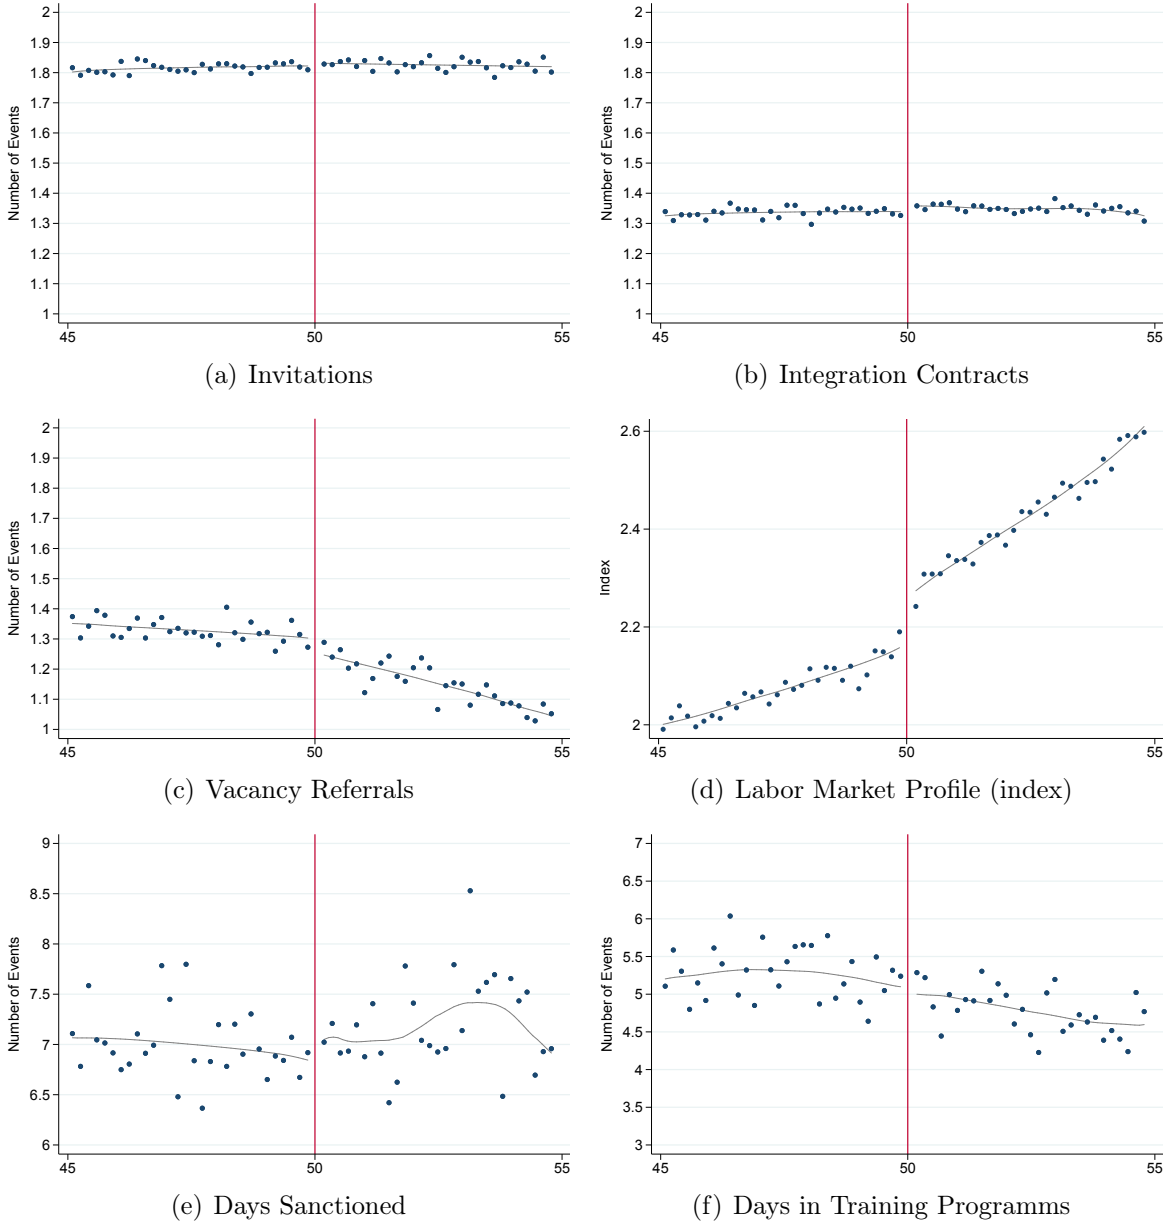 2
1.9
1.8
1.7
1.6
1.5
1.4
1.3
1.2
1.1
1
Number of Events
45 50 55
(a) Invitations
2
1.9
1.8
1.7
1.6
1.5
1.4
1.3
1.2
1.1
1
Number of Events
45 50 55
(b) Integration Contracts
2
1.9
1.8
1.7
1.6
1.5
1.4
1.3
1.2
1.1
1
Number of Events
45 50 55
(c) Vacancy Referrals
2.6
2.4
2.2
2
Index
45 50 55
(d) Labor Market Profile (index)
9
8.5
8
7.5
7
6.5
6
Number of Events
45 50 55
(e) Days Sanctioned
7
6.5
6
5.5
5
4.5
4
3.5
3
Number of Events
45 50 55
(f) Days in Training Programms